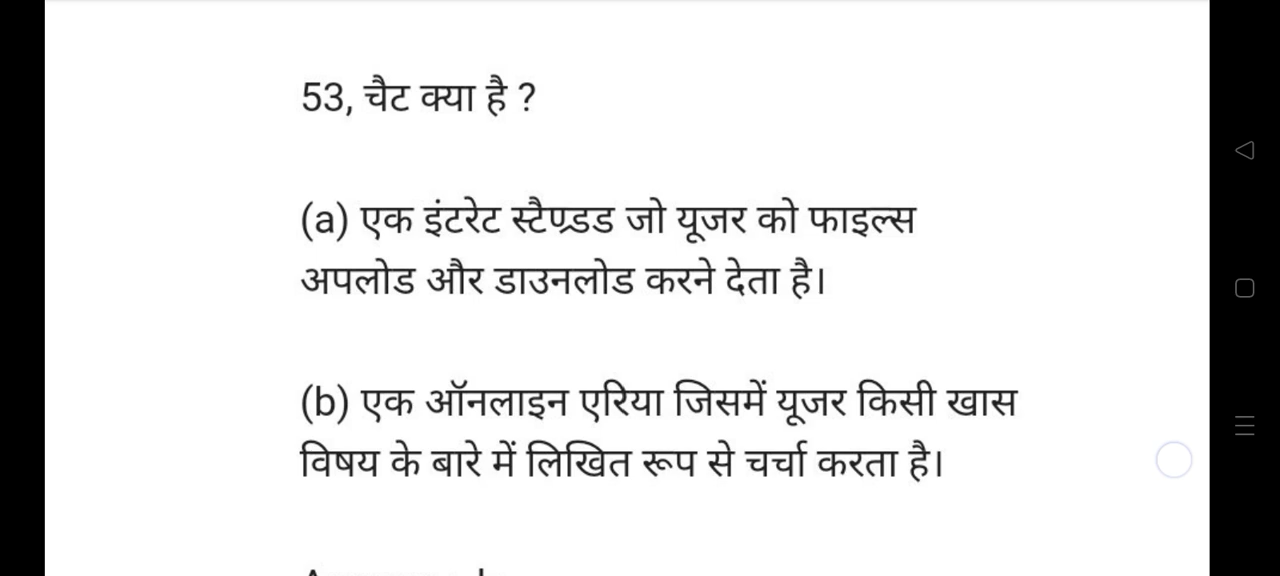 53, चैट क्या है ?
(a) एक इंटरेट स्टैण्र्डड जो यूजर को फाइल्स
अपलोड और डाउनलोड करने देता है।
(b) एक ऑनलाइन एरिया जिसमें यूजर किसी खास
विषय के बारे में लिखित रूप से चर्चा करता है।